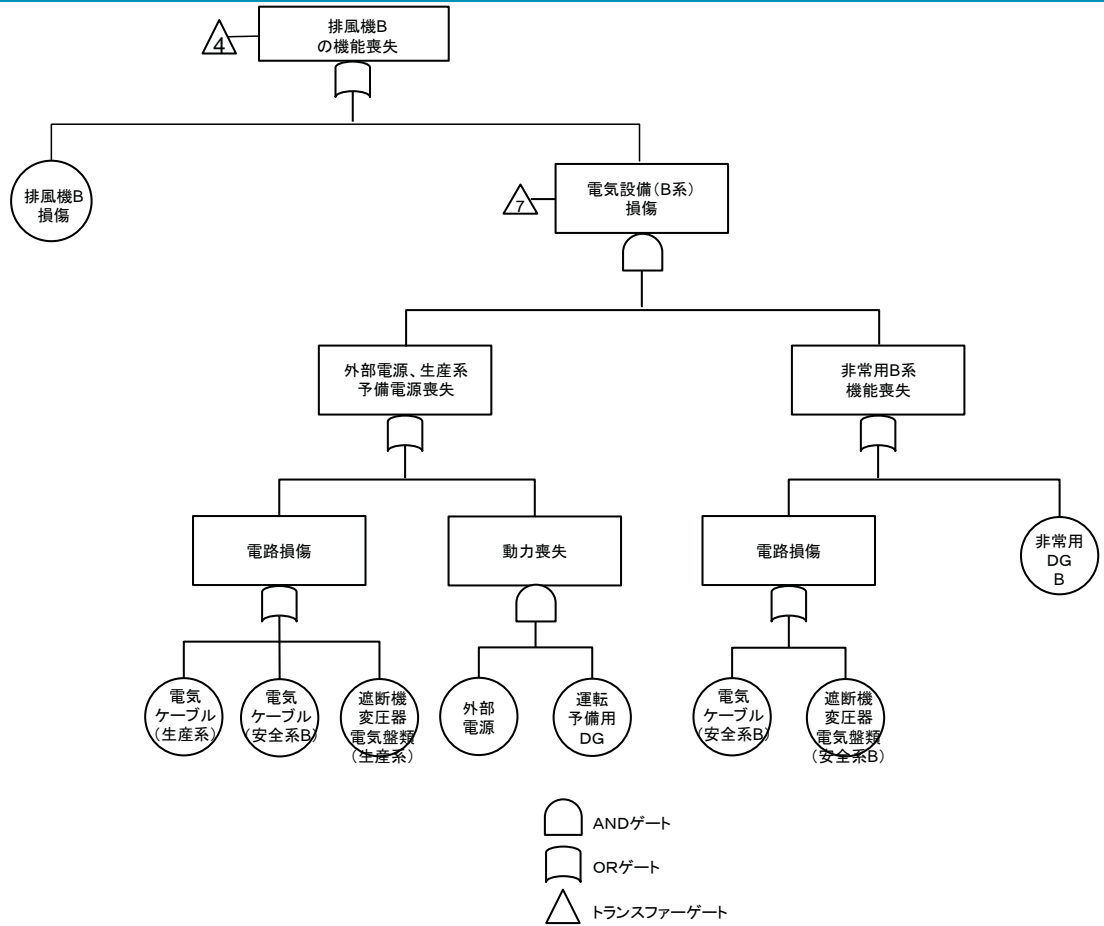 4
排風機B
の機能喪失
排風機B
損傷
7
電気設備（B系）
損傷
外部電源、生産系
予備電源喪失
非常用B系
機能喪失
電路損傷
動力喪失
電路損傷
非常用
DG
B
電気
ケーブル
（生産系）
電気
ケーブル
（安全系B）
遮断機
変圧器
電気盤類
（生産系）
外部
電源
運転
予備用
DG
電気
ケーブル
（安全系B）
遮断機
変圧器
電気盤類
（安全系B）
ANDゲート
ORゲート
トランスファーゲート